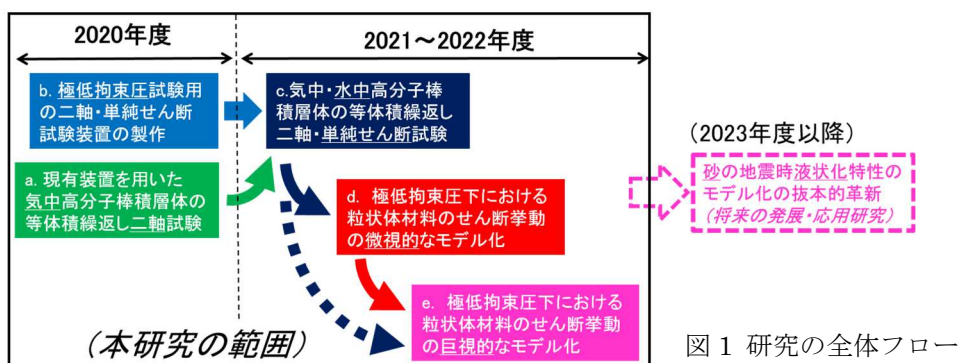 2020年度
2021～2022年度
b. 極低拘束圧試験用
の二軸・単純せん断
試験装置の製作
c.気中・水中高分子棒
積層体の等体積繰返し
二軸・単純せん断試験
a. 現有装置を用いた
気中高分子棒積層体の
等体積繰返し二軸試験
d. 極低拘束圧下における
粒状体材料のせん断挙動
の微視的なモデル化
e. 極低拘束圧下における
粒状体材料のせん断挙動
の巨視的なモデル化
(本研究の範囲)
(2023年度以降)
砂の地震時液状化特性の
モデル化の抜本的革新
(将来の発展・応用研究)
図1 研究の全体フロー